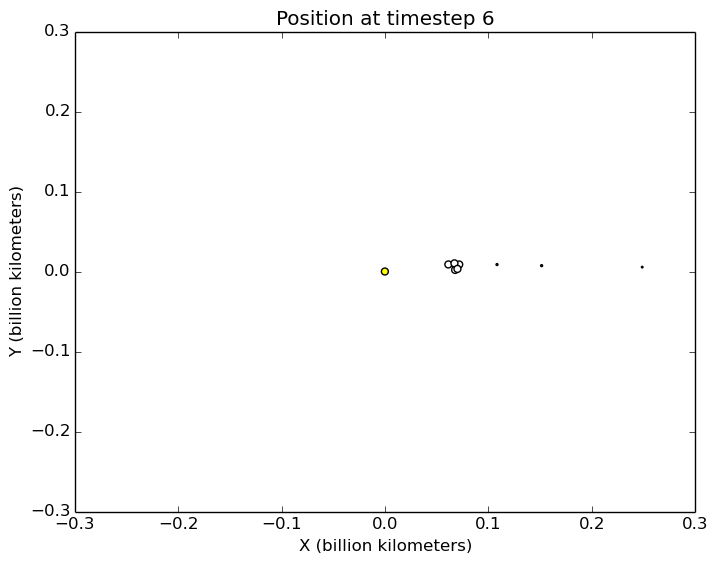 Position at timestep 6
0.3
0.2
0.1
0.0
−0.1
−0.2
−0.3
Y (billion kilometers)
−0.3 −0.2 −0.1 0.0 0.1 0.2 0.3
X (billion kilometers)